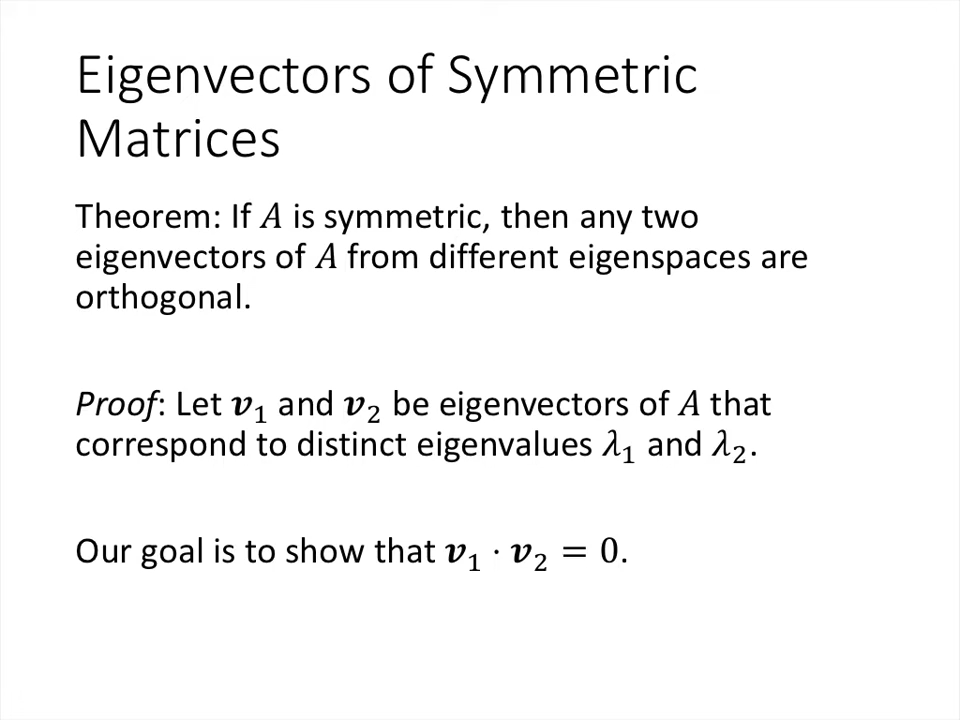 Eigenvectors of Symmetric
Matrices
Theorem: If 𝐴 is symmetric, then any two
eigenvectors of 𝐴 from different eigenspaces are
orthogonal.
Proof: Let 𝒗₁ and 𝒗₂ be eigenvectors of 𝐴 that
correspond to distinct eigenvalues 𝜆₁ and 𝜆₂.
Our goal is to show that 𝒗₁ · 𝒗₂ = 0.